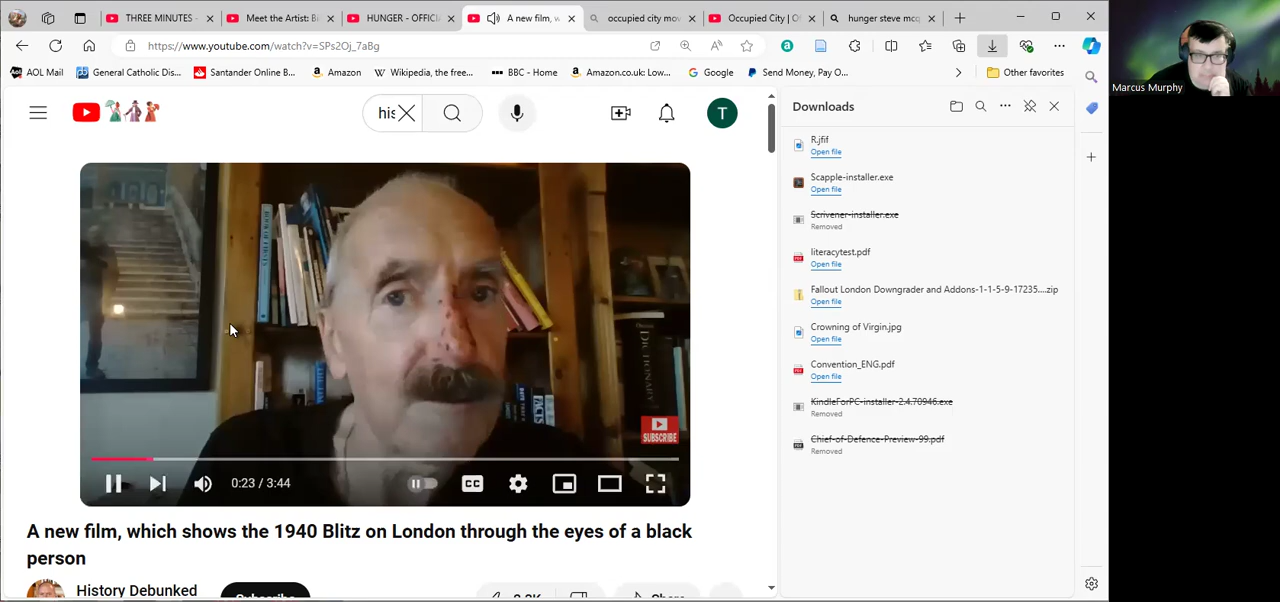 THREE MINUTES -
Meet the Artist: Bi
HUNGER - OFFICI
A new film, w
occupied city mov
Occupied City | O
hunger steve mcq
https://www.youtube.com/watch?v=SPs2Oj_7aBg
AOL Mail
General Catholic Dis...
Santander Online B...
Amazon
Wikipedia, the free...
BBC - Home
Amazon.co.uk: Low...
Google
Send Money, Pay O...
Other favorites
Marcus Murphy
his
T
Downloads
R.jfif
Open file
Scapple-installer.exe
Open file
Scrivener-installer.exe
Removed
literacytest.pdf
Open file
Fallout London Downgrader and Addons-1-1-5-9-17235....zip
Open file
Crowning of Virgin.jpg
Open file
Convention_ENG.pdf
Open file
KindleForPC-installer-2.4.70946.exe
Removed
Chief-of-Defence-Preview-99.pdf
Removed
DICTIONARY
FACTS
SUBSCRIBE
0:23 / 3:44
CC
A new film, which shows the 1940 Blitz on London through the eyes of a black
person
History Debunked
Subscribe
Share